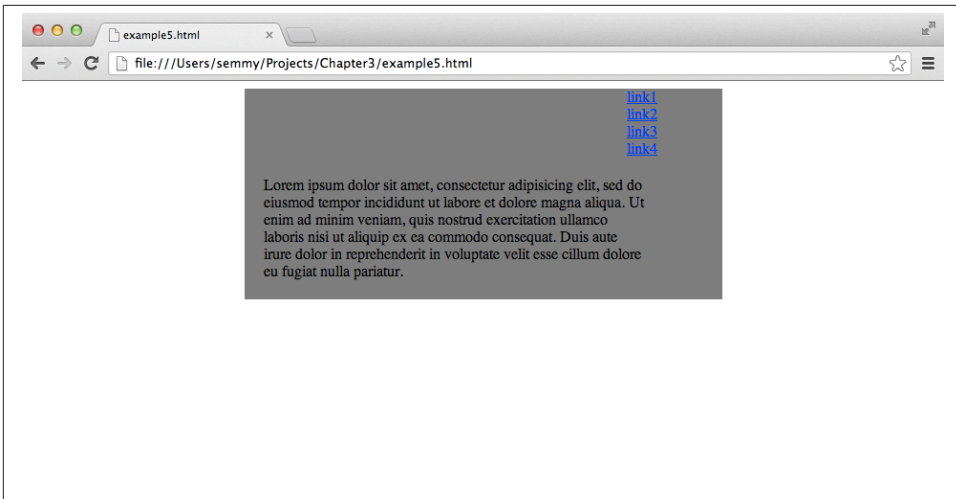 example5.html
file:///Users/semmy/Projects/Chapter3/example5.html
link1
link2
link3
link4
Lorem ipsum dolor sit amet, consectetur adipisicing elit, sed do
eiusmod tempor incididunt ut labore et dolore magna aliqua. Ut
enim ad minim veniam, quis nostrud exercitation ullamco
laboris nisi ut aliquip ex ea commodo consequat. Duis aute
irure dolor in reprehenderit in voluptate velit esse cillum dolore
eu fugiat nulla pariatur.